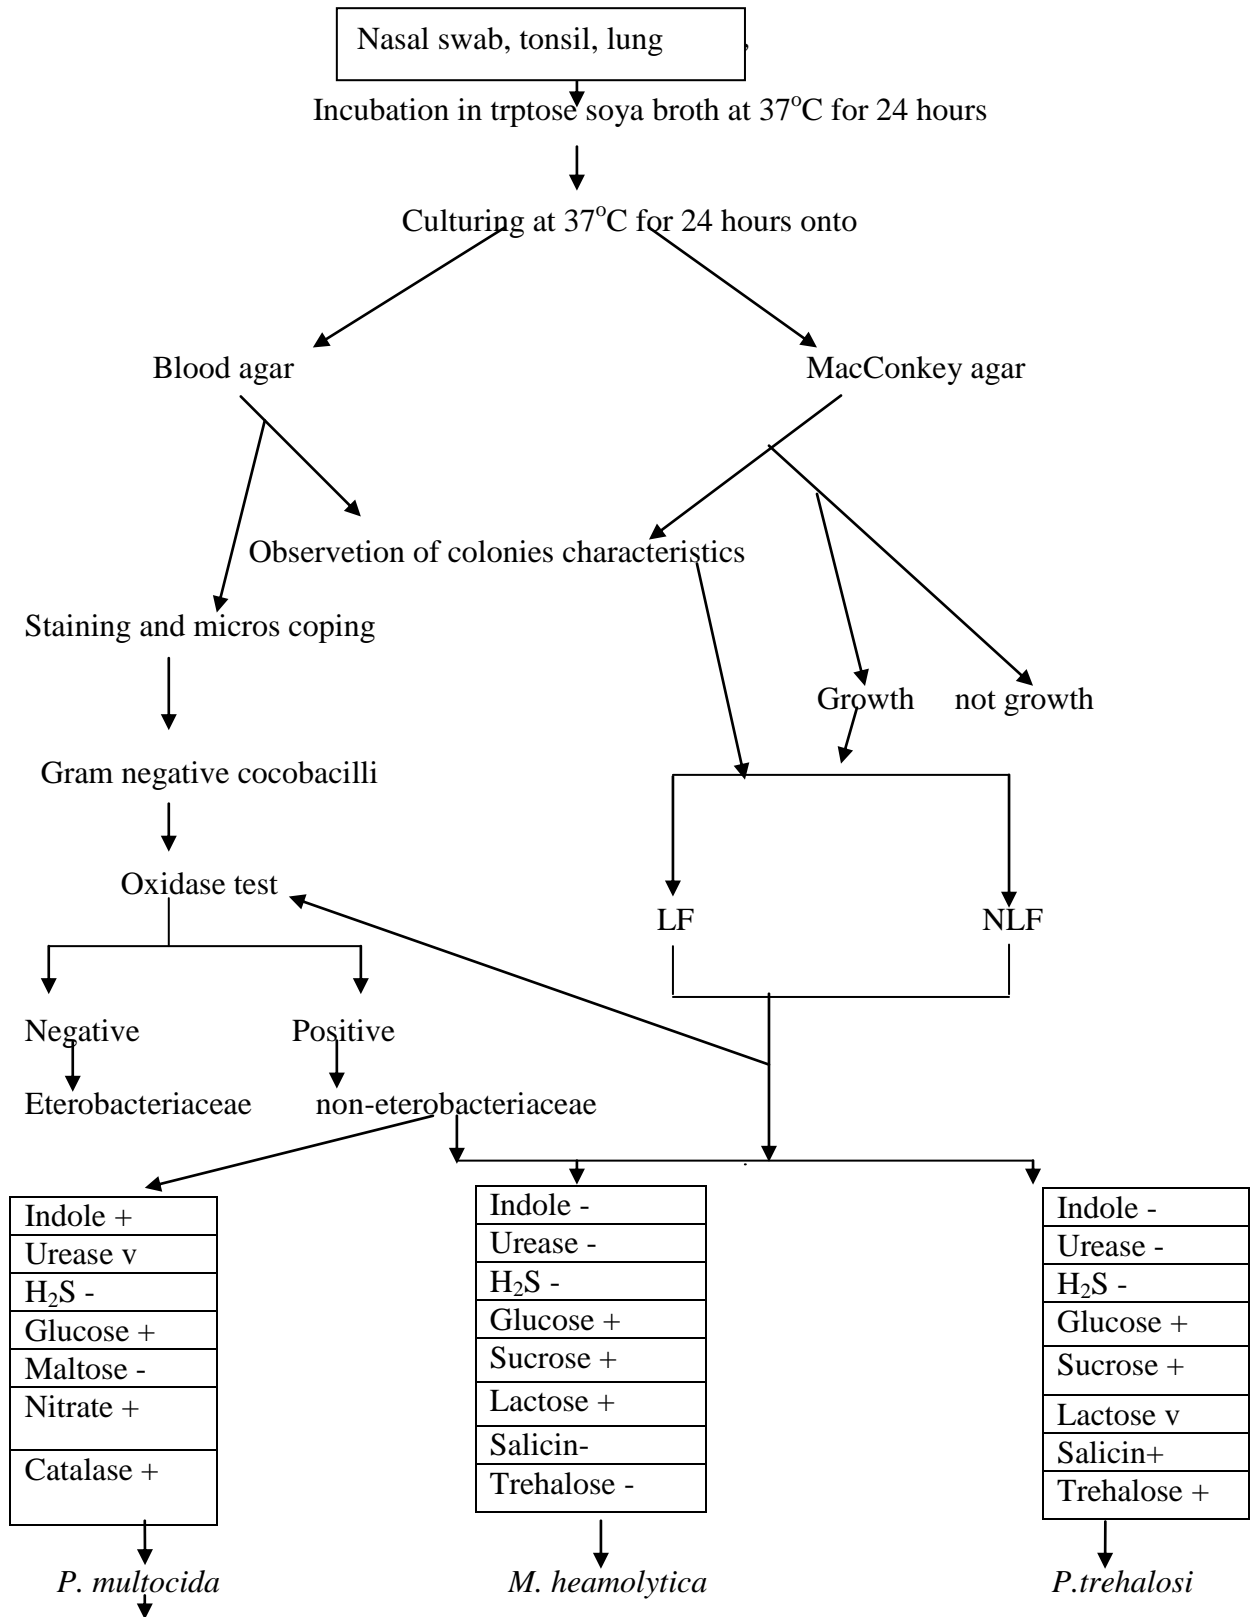 Nasal swab, tonsil, lung ,
Incubation in trptose soya broth at 37°C for 24 hours
Culturing at 37°C for 24 hours onto
Blood agar
MacConkey agar
Observetion of colonies characteristics
Staining and micros coping
Growth not growth
Gram negative cocobacilli
Oxidase test
LF
NLF
Negative
Positive
Eterobacteriaceae
non-eterobacteriaceae
Indole +
Urease v
H₂S -
Glucose +
Maltose -
Nitrate +
Catalase +
P. multocida
Indole -
Urease -
H₂S -
Glucose +
Sucrose +
Lactose +
Salicin-
Trehalose -
M. heamolytica
Indole -
Urease -
H₂S -
Glucose +
Sucrose +
Lactose v
Salicin+
Trehalose +
P.trehalosi